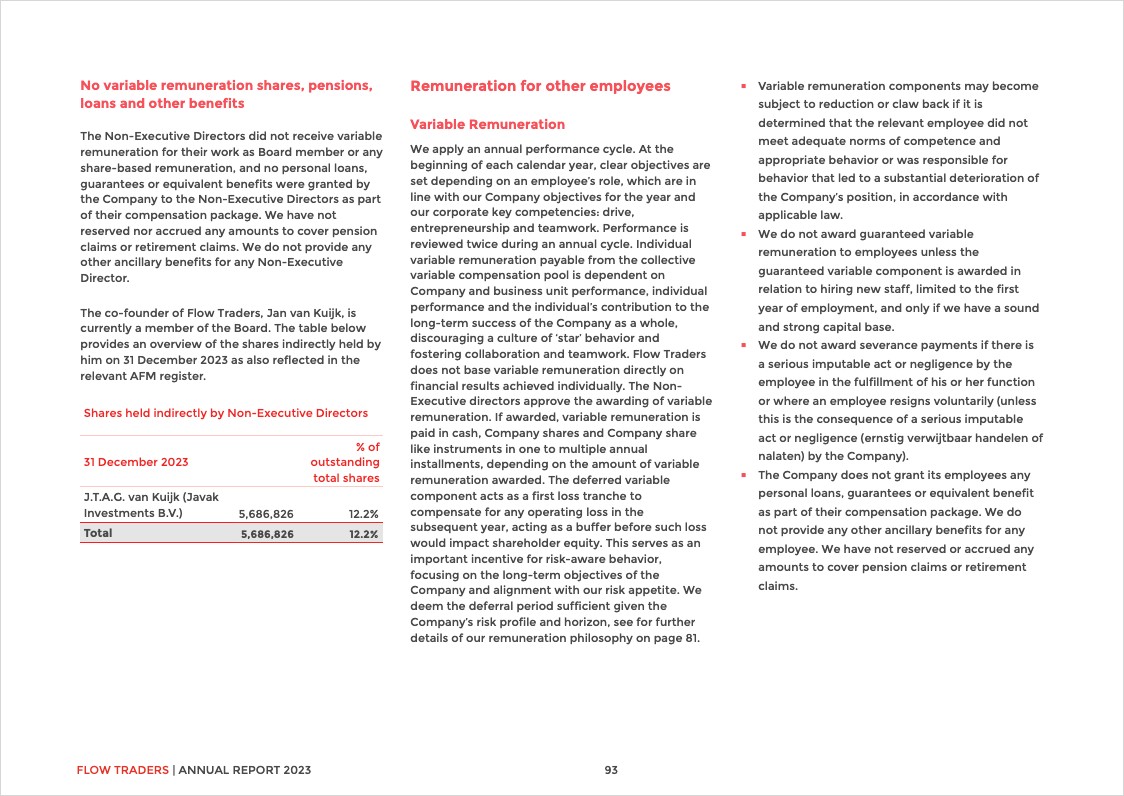 No variable remuneration shares, pensions,
loans and other benefits
The Non-Executive Directors did not receive variable
remuneration for their work as Board member or any
share-based remuneration, and no personal loans,
guarantees or equivalent benefits were granted by
the Company to the Non-Executive Directors as part
of their compensation package. We have not
reserved nor accrued any amounts to cover pension
claims or retirement claims. We do not provide any
other ancillary benefits for any Non-Executive
Director.
The co-founder of Flow Traders, Jan van Kuijk, is
currently a member of the Board. The table below
provides an overview of the shares indirectly held by
him on 31 December 2023 as also reflected in the
relevant AFM register.
Shares held indirectly by Non-Executive Directors
% of
outstanding
31 December 2023 total shares
J.T.A.G. van Kuijk (Javak
Investments B.V.) 5,686,826 12.2%
Total 5,686,826 12.2%
Remuneration for other employees
Variable Remuneration
We apply an annual performance cycle. At the
beginning of each calendar year, clear objectives are
set depending on an employee's role, which are in
line with our Company objectives for the year and
our corporate key competencies: drive,
entrepreneurship and teamwork. Performance is
reviewed twice during an annual cycle. Individual
variable remuneration payable from the collective
variable compensation pool is dependent on
Company and business unit performance, individual
performance and the individual's contribution to the
long-term success of the Company as a whole,
discouraging a culture of 'star' behavior and
fostering collaboration and teamwork. Flow Traders
does not base variable remuneration directly on
financial results achieved individually. The Non-
Executive directors approve the awarding of variable
remuneration. If awarded, variable remuneration is
paid in cash, Company shares and Company share
like instruments in one to multiple annual
installments, depending on the amount of variable
remuneration awarded. The deferred variable
component acts as a first loss tranche to
compensate for any operating loss in the
subsequent year, acting as a buffer before such loss
would impact shareholder equity. This serves as an
important incentive for risk-aware behavior,
focusing on the long-term objectives of the
Company and alignment with our risk appetite. We
deem the deferral period sufficient given the
Company's risk profile and horizon, see for further
details of our remuneration philosophy on page 81.
▪ Variable remuneration components may become
subject to reduction or claw back if it is
determined that the relevant employee did not
meet adequate norms of competence and
appropriate behavior or was responsible for
behavior that led to a substantial deterioration of
the Company's position, in accordance with
applicable law.
▪ We do not award guaranteed variable
remuneration to employees unless the
guaranteed variable component is awarded in
relation to hiring new staff, limited to the first
year of employment, and only if we have a sound
and strong capital base.
▪ We do not award severance payments if there is
a serious imputable act or negligence by the
employee in the fulfillment of his or her function
or where an employee resigns voluntarily (unless
this is the consequence of a serious imputable
act or negligence (ernstig verwijtbaar handelen of
nalaten) by the Company).
▪ The Company does not grant its employees any
personal loans, guarantees or equivalent benefit
as part of their compensation package. We do
not provide any other ancillary benefits for any
employee. We have not reserved or accrued any
amounts to cover pension claims or retirement
claims.
FLOW TRADERS | ANNUAL REPORT 2023 93